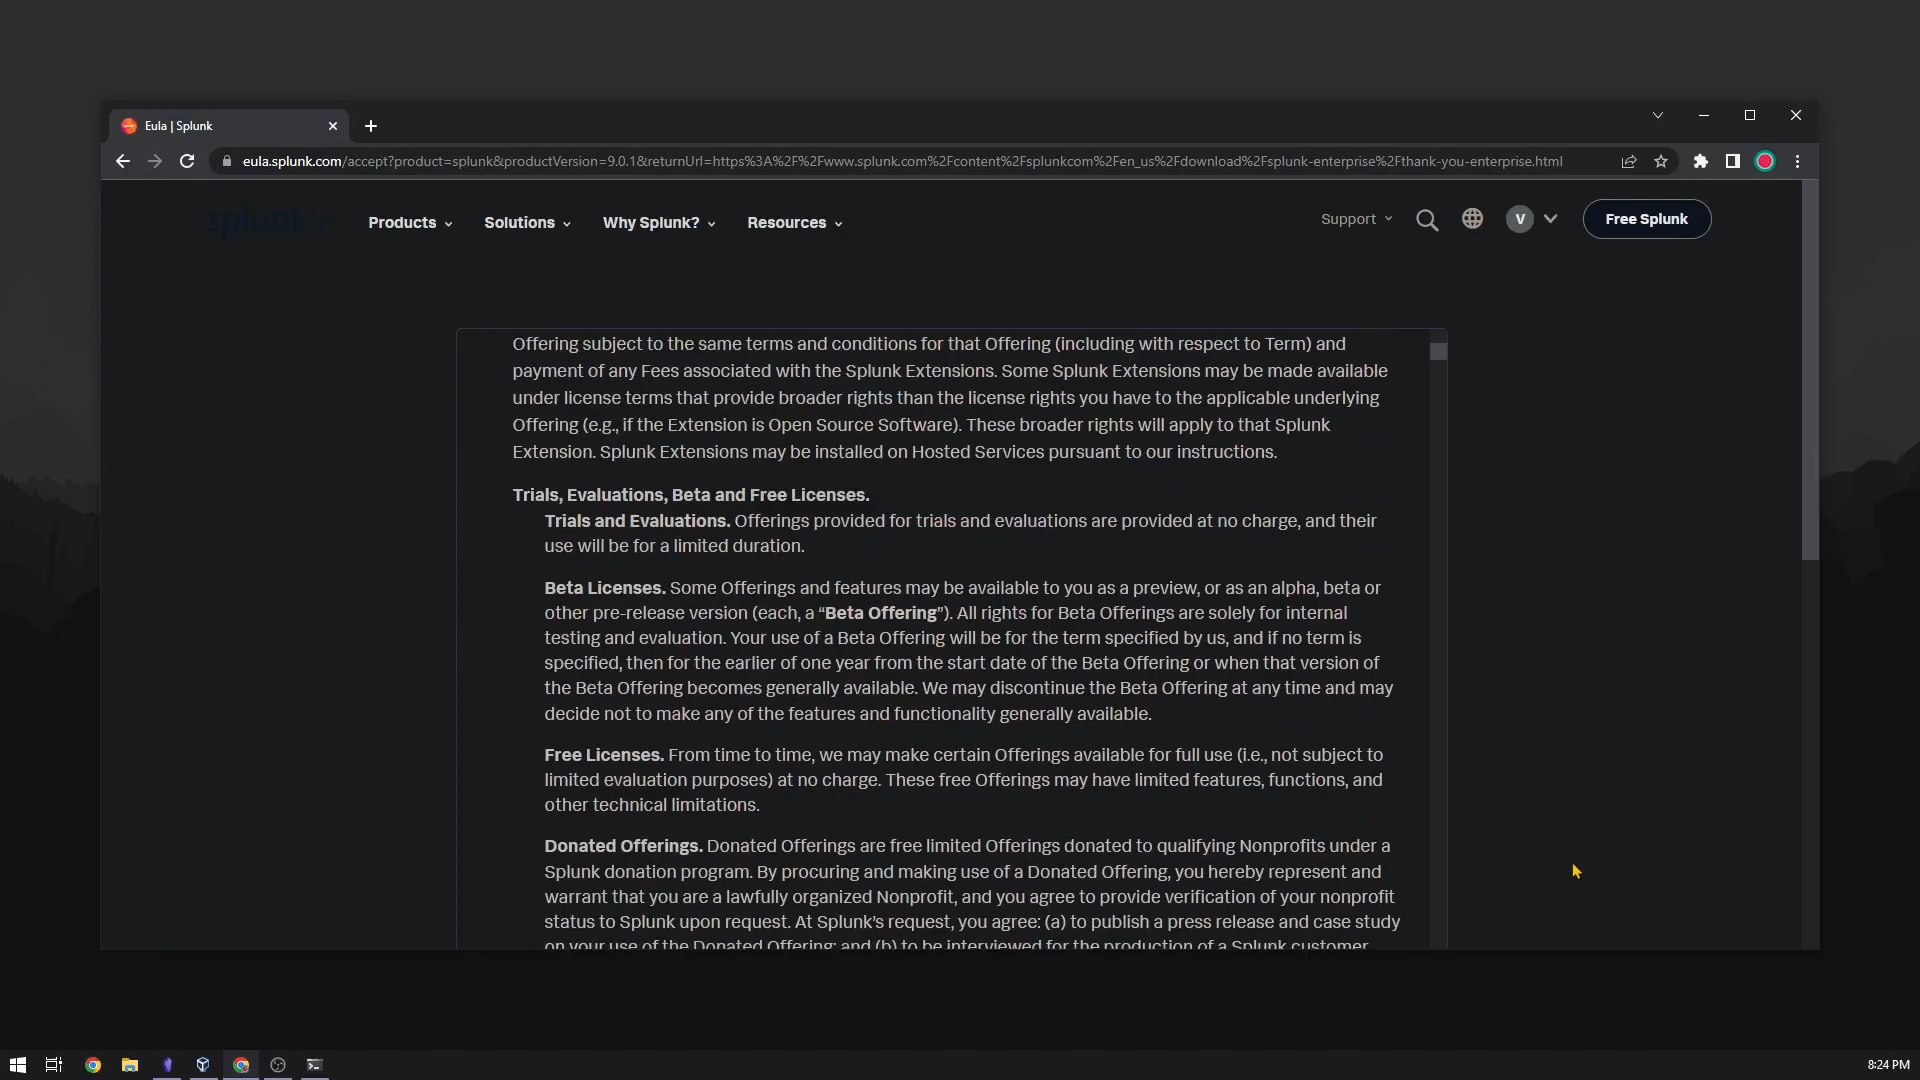 Eula | Splunk
eula.splunk.com/accept?product=splunk&productVersion=9.0.1&returnUrl=https%3A%2F%2Fwww.splunk.com%2Fcontent%2Fsplunkcom%2Fen_us%2Fdownload%2Fsplunk-enterprise%2Fthank-you-enterprise.html
splunk> Products Solutions Why Splunk? Resources Support V Free Splunk
Offering subject to the same terms and conditions for that Offering (including with respect to Term) and
payment of any Fees associated with the Splunk Extensions. Some Splunk Extensions may be made available
under license terms that provide broader rights than the license rights you have to the applicable underlying
Offering (e.g., if the Extension is Open Source Software). These broader rights will apply to that Splunk
Extension. Splunk Extensions may be installed on Hosted Services pursuant to our instructions.
Trials, Evaluations, Beta and Free Licenses.
Trials and Evaluations. Offerings provided for trials and evaluations are provided at no charge, and their
use will be for a limited duration.
Beta Licenses. Some Offerings and features may be available to you as a preview, or as an alpha, beta or
other pre-release version (each, a “Beta Offering”). All rights for Beta Offerings are solely for internal
testing and evaluation. Your use of a Beta Offering will be for the term specified by us, and if no term is
specified, then for the earlier of one year from the start date of the Beta Offering or when that version of
the Beta Offering becomes generally available. We may discontinue the Beta Offering at any time and may
decide not to make any of the features and functionality generally available.
Free Licenses. From time to time, we may make certain Offerings available for full use (i.e., not subject to
limited evaluation purposes) at no charge. These free Offerings may have limited features, functions, and
other technical limitations.
Donated Offerings. Donated Offerings are free limited Offerings donated to qualifying Nonprofits under a
Splunk donation program. By procuring and making use of a Donated Offering, you hereby represent and
warrant that you are a lawfully organized Nonprofit, and you agree to provide verification of your nonprofit
status to Splunk upon request. At Splunk’s request, you agree: (a) to publish a press release and case study
on your use of the Donated Offering; and (b) to be interviewed for the production of a Splunk customer
8:24 PM